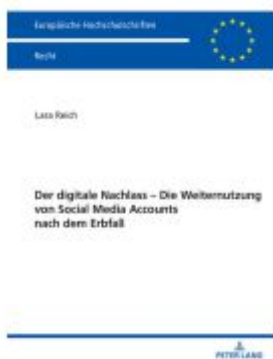 Europäische Hochschulschriften
Recht
Lara Reich
Der digitale Nachlass – Die Weiternutzung
von Social Media Accounts
nach dem Erbfall
PETER LANG